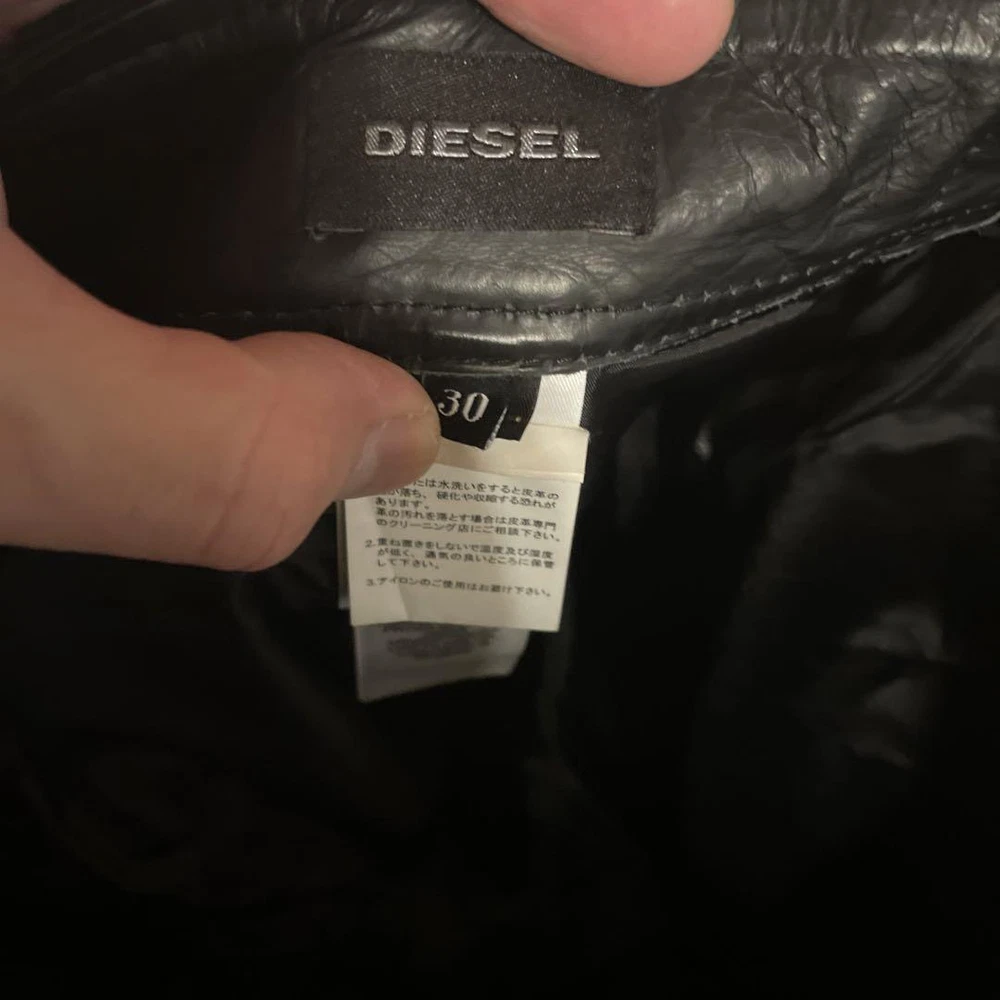 DIESEL
30
たは水洗いをすると皮革の
が落ち、硬化や収縮する恐れが
あります。
革の汚れを落とす場合は皮革専門
のクリーニング店にご相談下さい。
2.重ね置きをしないで温度及び湿度
が低く、通気の良いところに保管
して下さい。
3.アイロンのご使用はお避け下さい。